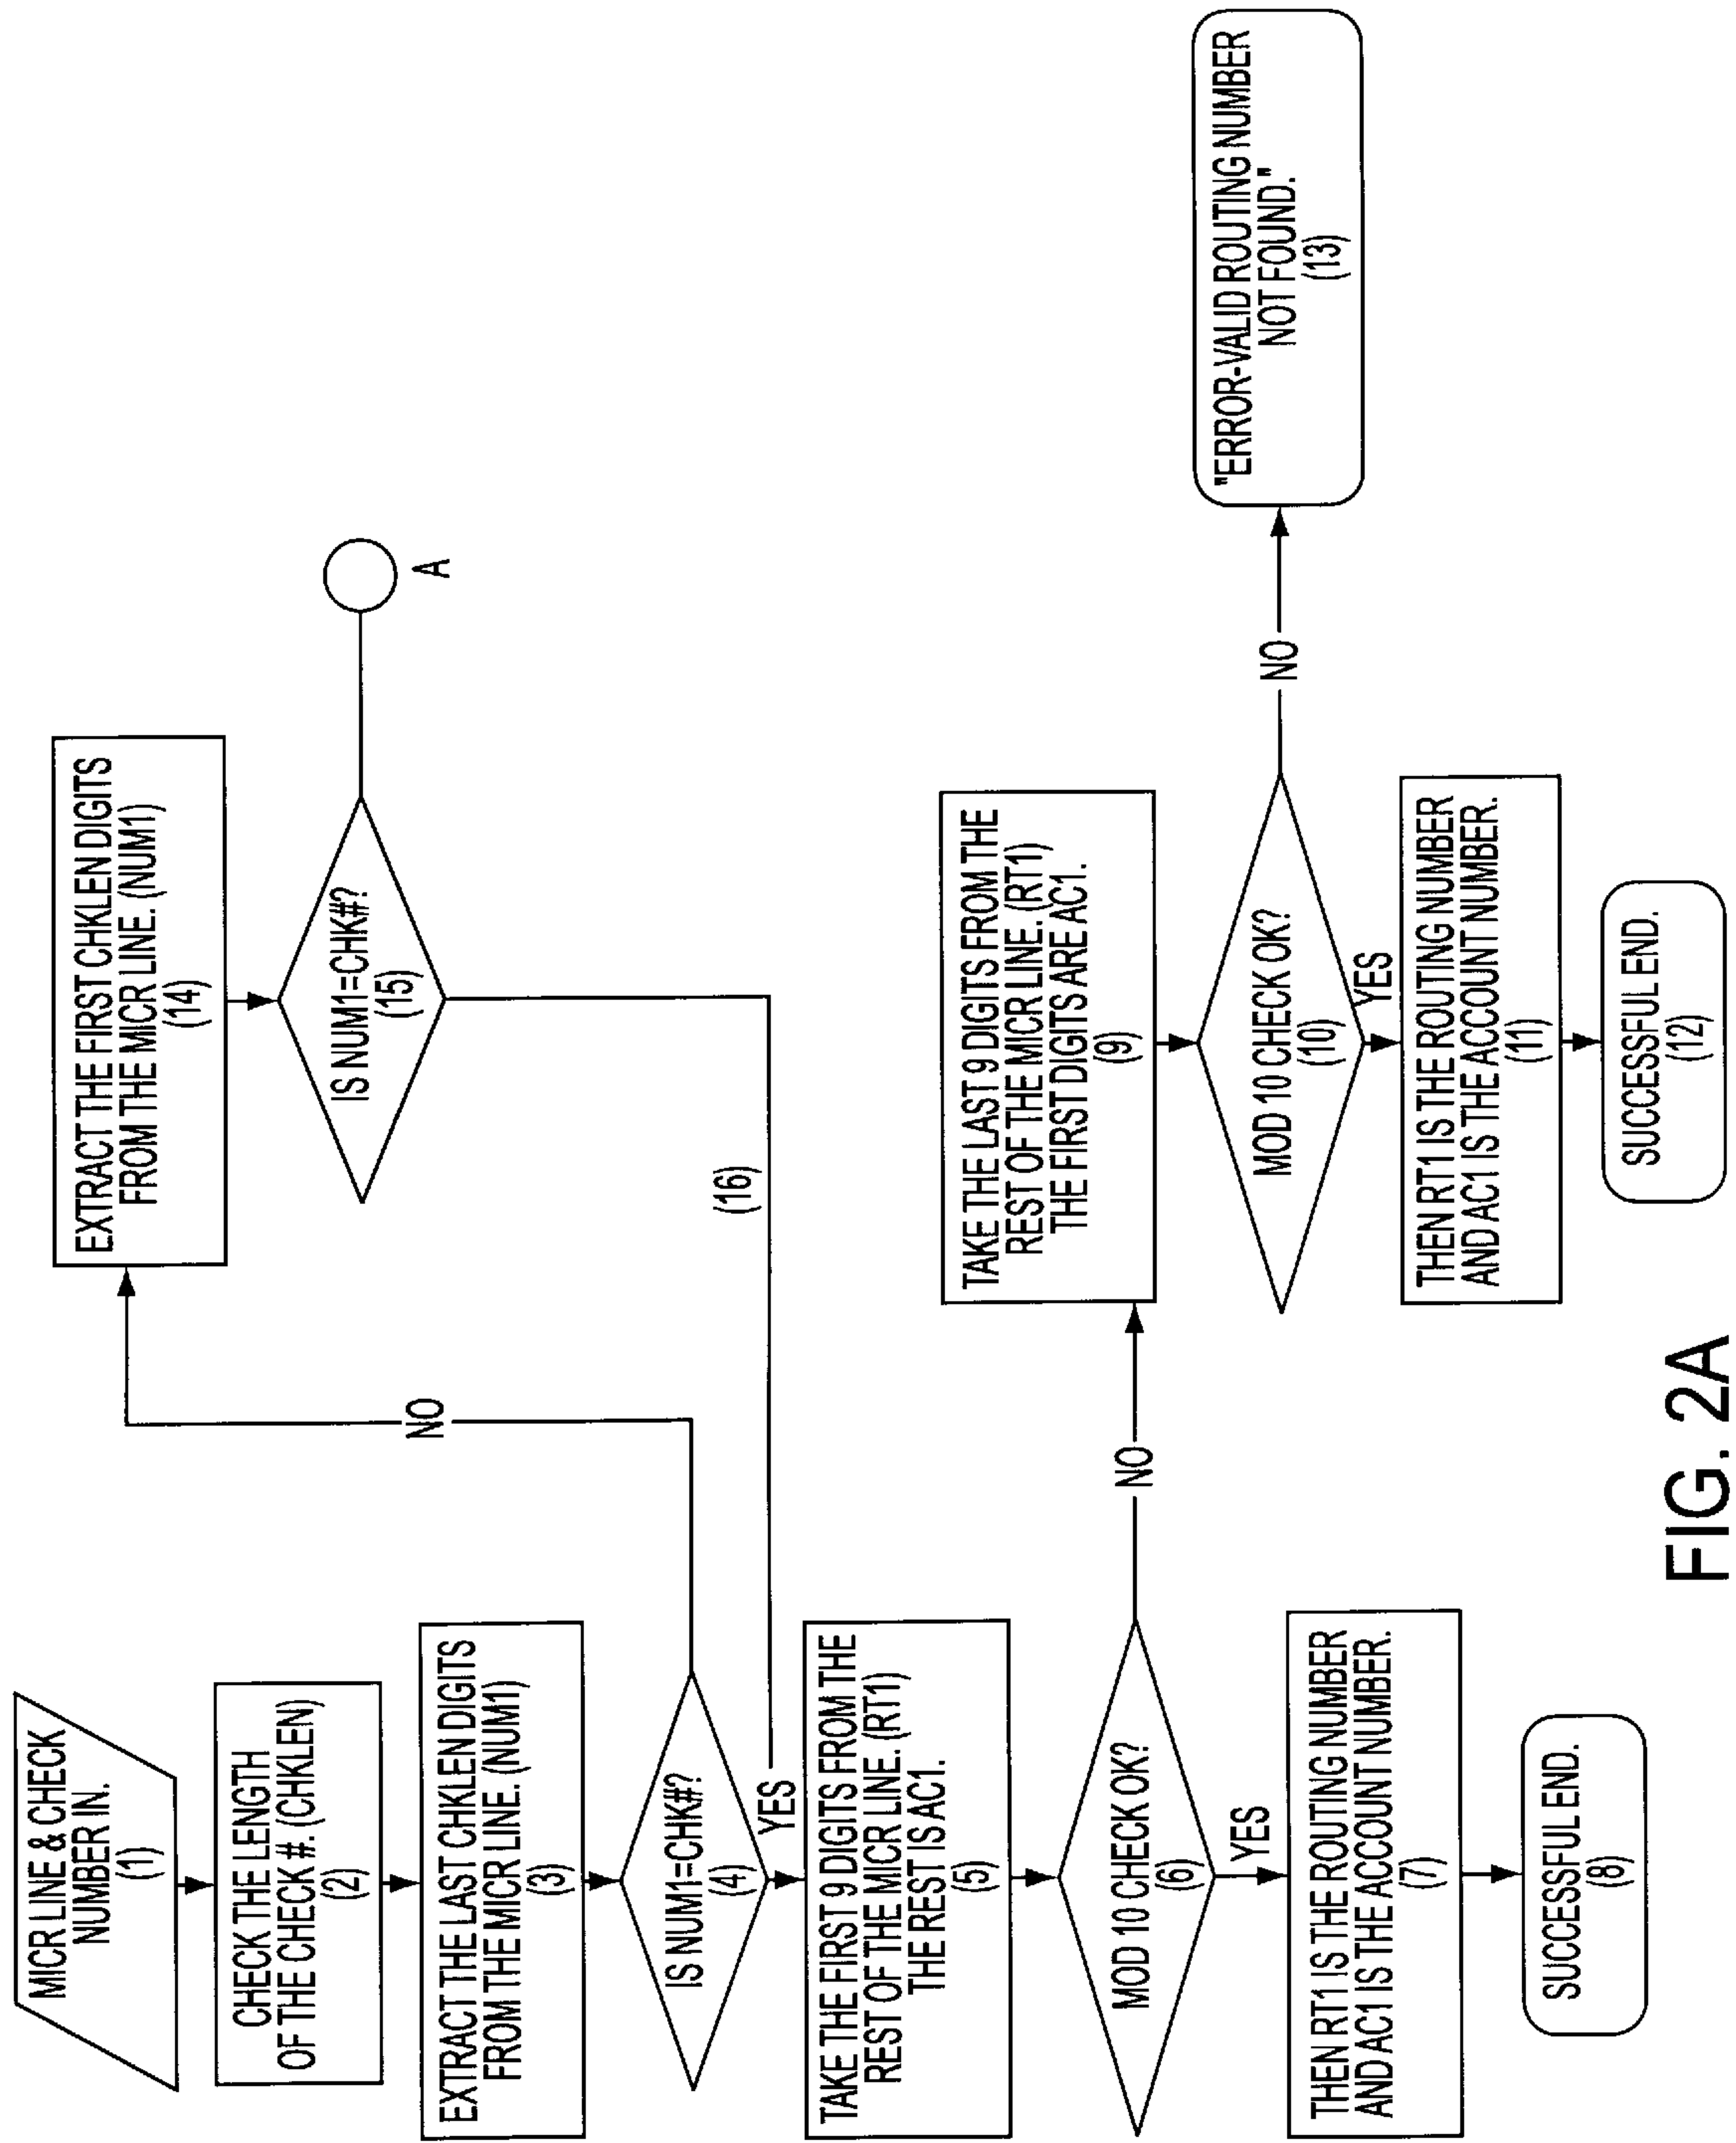 MICR LINE & CHECK
NUMBER IN.
(1)
CHECK THE LENGTH
OF THE CHECK #. (CHKLEN)
(2)
EXTRACT THE LAST CHKLEN DIGITS
FROM THE MICR LINE. (NUM1)
(3)
IS NUM1=CHK#?
(4)
NO
YES
TAKE THE FIRST 9 DIGITS FROM THE
REST OF THE MICR LINE. (RT1)
THE REST IS AC1.
(5)
MOD 10 CHECK OK?
(6)
NO
YES
THEN RT1 IS THE ROUTING NUMBER
AND AC1 IS THE ACCOUNT NUMBER.
(7)
SUCCESSFUL END.
(8)
EXTRACT THE FIRST CHKLEN DIGITS
FROM THE MICR LINE. (NUM1)
(14)
IS NUM1=CHK#?
(15)
A
(16)
TAKE THE LAST 9 DIGITS FROM THE
REST OF THE MICR LINE. (RT1)
THE FIRST DIGITS ARE AC1.
(9)
MOD 10 CHECK OK?
(10)
NO
YES
THEN RT1 IS THE ROUTING NUMBER
AND AC1 IS THE ACCOUNT NUMBER.
(11)
SUCCESSFUL END.
(12)
"ERROR-VALID ROUTING NUMBER
NOT FOUND."
(13)
FIG. 2A